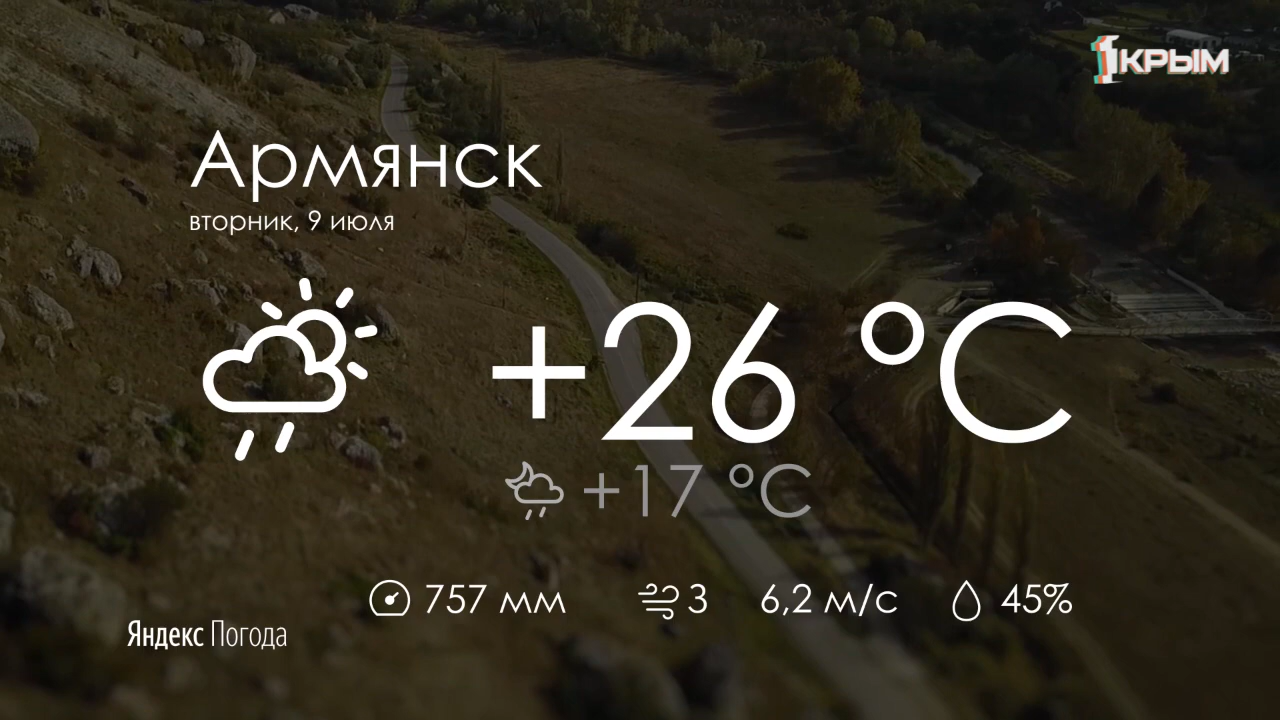 1КРЫМ
Армянск
вторник, 9 июля
+26 °C
+17 °C
757 мм 3 6,2 м/с 45%
Яндекс Погода